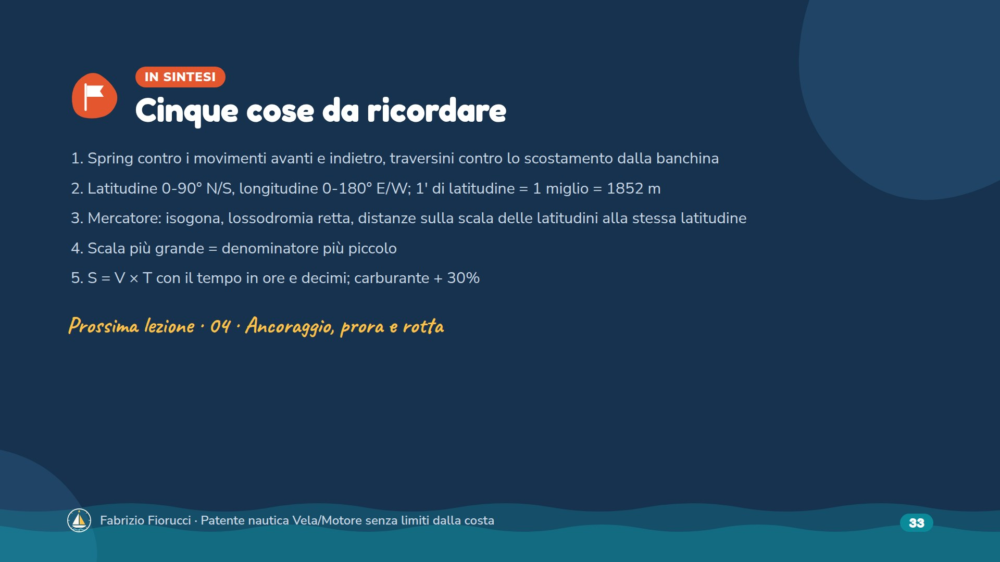 IN SINTESI
Cinque cose da ricordare
1. Spring contro i movimenti avanti e indietro, traversini contro lo scostamento dalla banchina
2. Latitudine 0-90° N/S, longitudine 0-180° E/W; 1' di latitudine = 1 miglio = 1852 m
3. Mercatore: isogona, lossodromia retta, distanze sulla scala delle latitudini alla stessa latitudine
4. Scala più grande = denominatore più piccolo
5. S = V × T con il tempo in ore e decimi; carburante + 30%
Prossima lezione · 04 · Ancoraggio, prora e rotta
Fabrizio Fiorucci · Patente nautica Vela/Motore senza limiti dalla costa
33